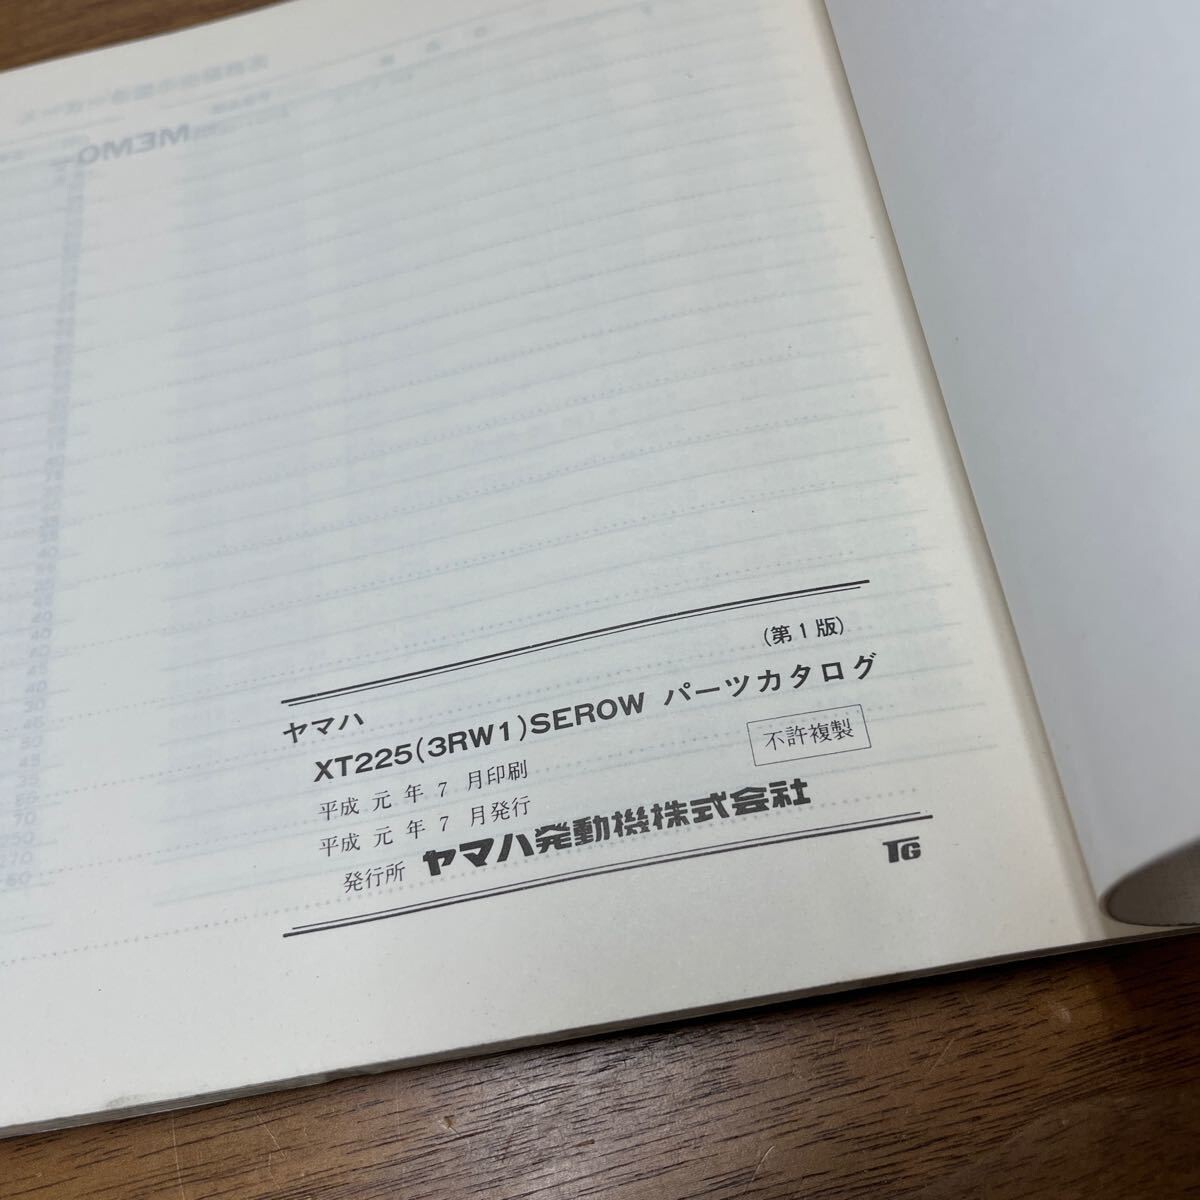 MEMO
(第1版)
ヤマハ
XT225(3RW1)SEROW パーツカタログ
平成 元 年 7 月印刷
不許複製
平成 元 年 7 月発行
発行所 ヤマハ発動機株式会社
TG